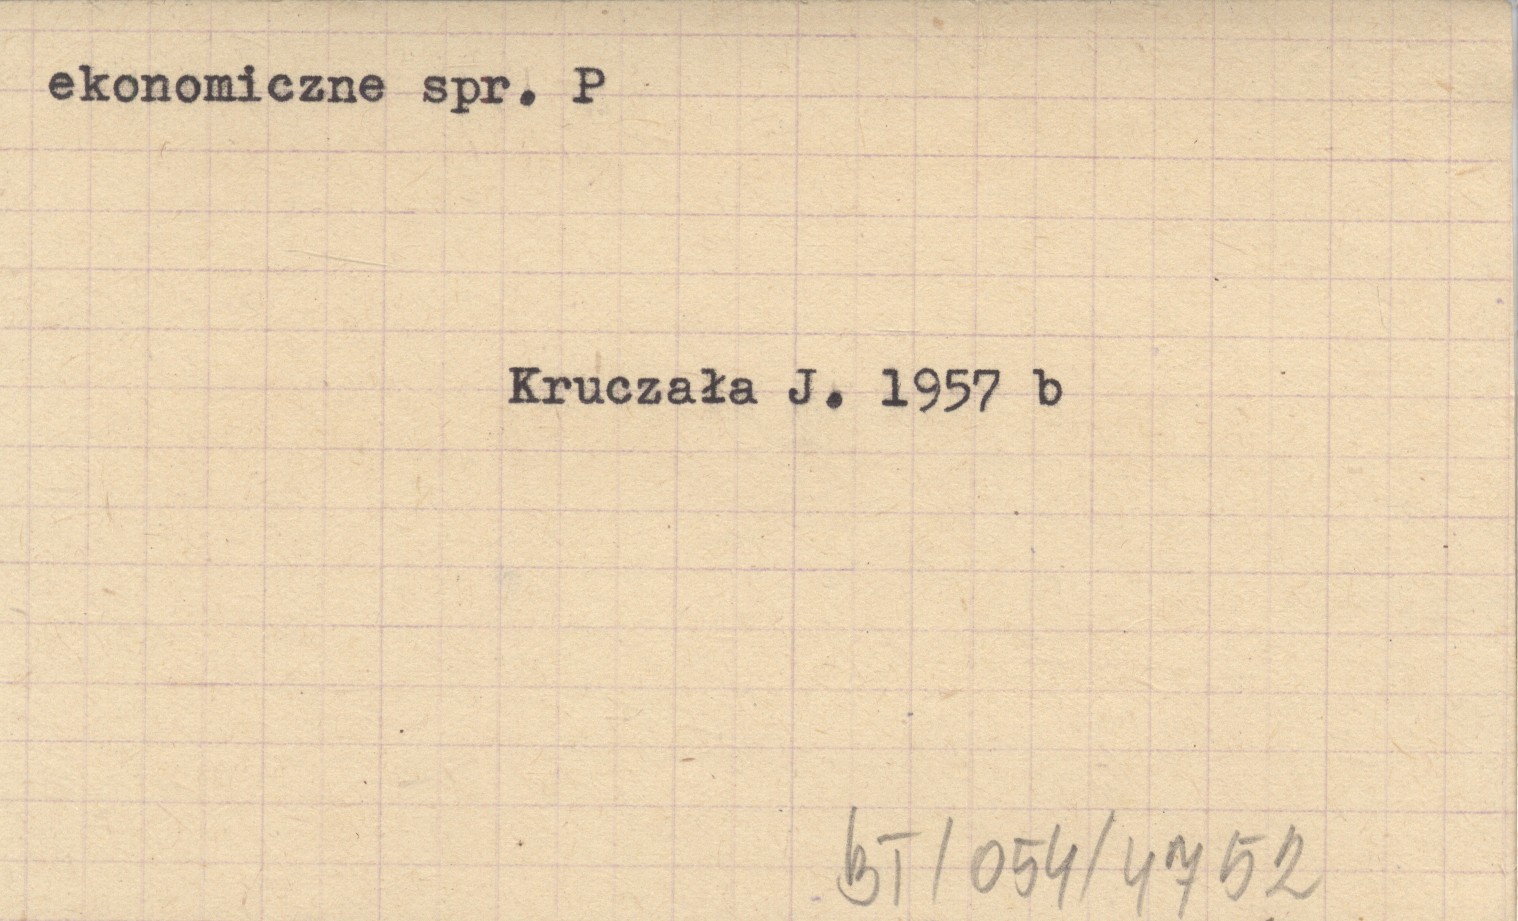 ekonomiczne spr. P
Kruczała J. 1957 b
BT/054/4752